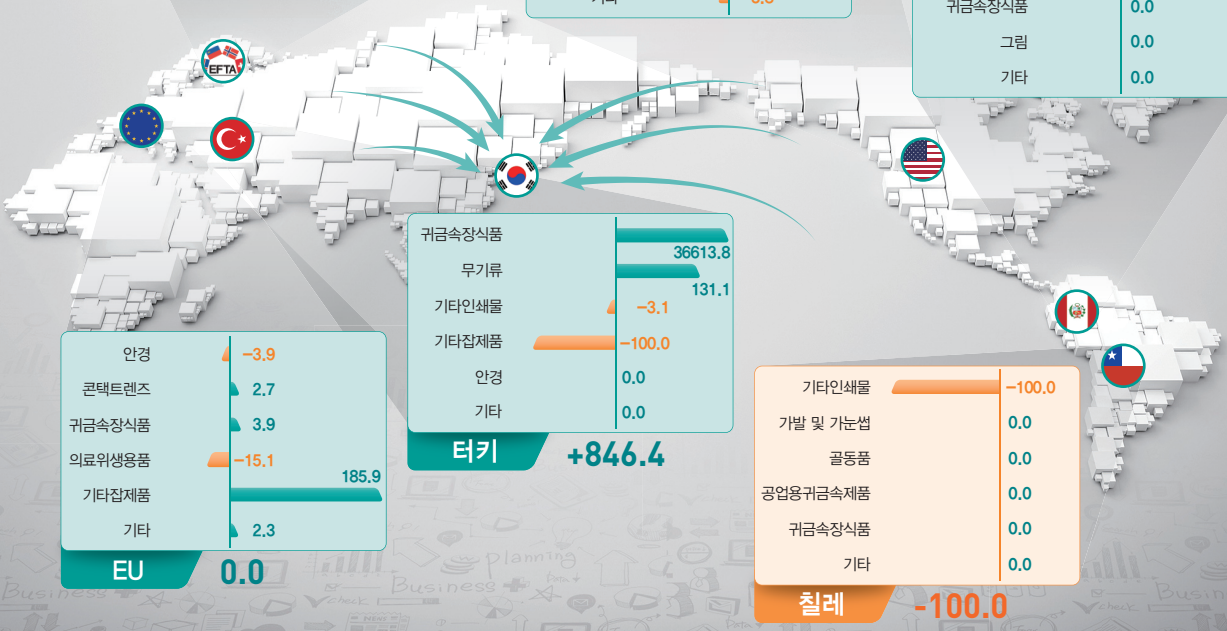 귀금속장식품 0.0
그림 0.0
기타 0.0
EFTA
귀금속장식품 36613.8
무기류 131.1
기타인쇄물 -3.1
기타잡제품 -100.0
안경 0.0
기타 0.0
터키 +846.4
안경 -3.9
콘택트렌즈 2.7
귀금속장식품 3.9
의료위생용품 -15.1
기타잡제품 185.9
기타 2.3
EU 0.0
기타인쇄물 -100.0
가발 및 가눈썹 0.0
골동품 0.0
공업용귀금속제품 0.0
귀금속장식품 0.0
기타 0.0
칠레 -100.0
Planning
Business
Check